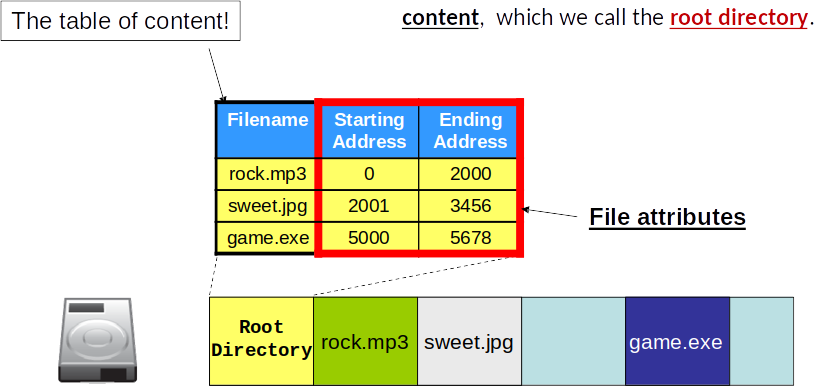 The table of content!
content, which we call the root directory.
Filename Starting Address Ending Address
rock.mp3 0 2000
sweet.jpg 2001 3456
game.exe 5000 5678
File attributes
Root Directory rock.mp3 sweet.jpg game.exe